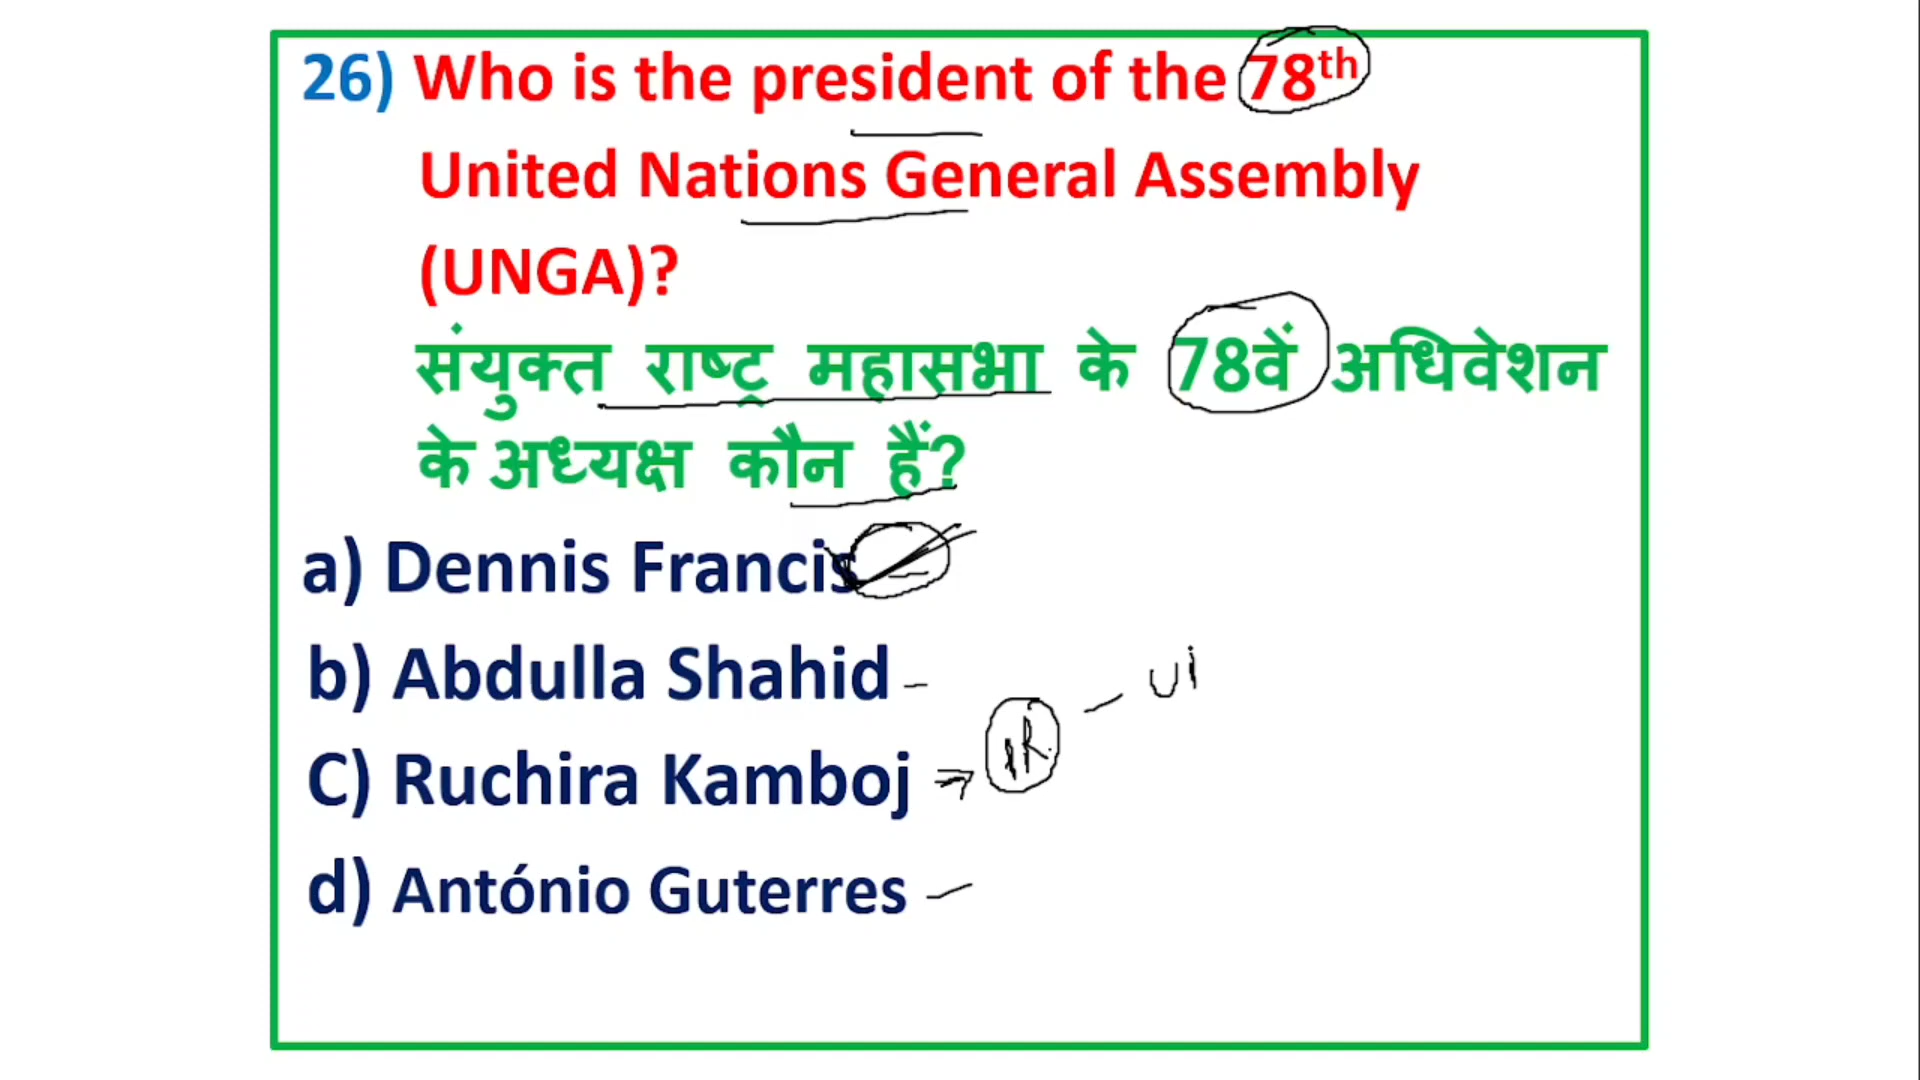 26) Who is the president of the 78th
United Nations General Assembly
(UNGA)?
संयुक्त राष्ट्र महासभा के 78वें अधिवेशन
के अध्यक्ष कौन हैं?
a) Dennis Francis
b) Abdulla Shahid
C) Ruchira Kamboj
d) António Guterres